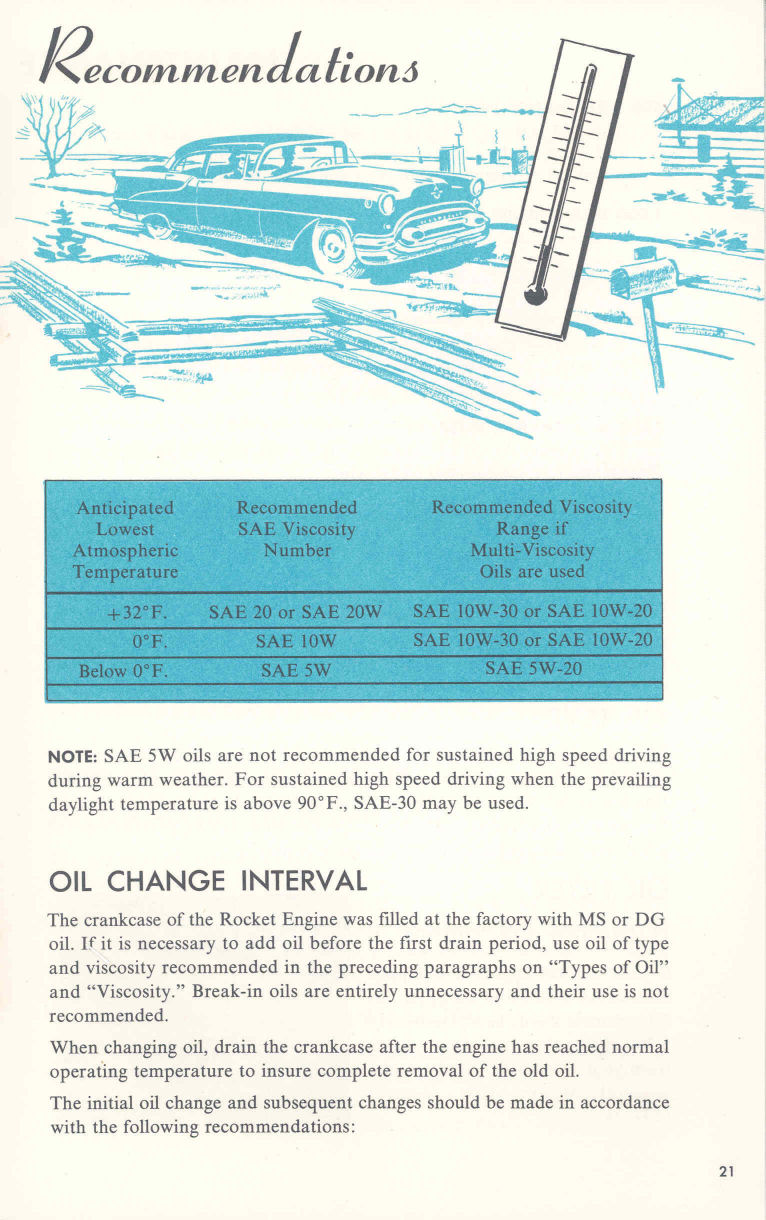 Recommendations
Anticipated Lowest Atmospheric Temperature
Recommended SAE Viscosity Number
Recommended Viscosity Range if Multi-Viscosity Oils are used
+32°F. SAE 20 or SAE 20W SAE 10W-30 or SAE 10W-20
0°F. SAE 10W SAE 10W-30 or SAE 10W-20
Below 0°F. SAE 5W SAE 5W-20
NOTE: SAE 5W oils are not recommended for sustained high speed driving
during warm weather. For sustained high speed driving when the prevailing
daylight temperature is above 90°F., SAE-30 may be used.
OIL CHANGE INTERVAL
The crankcase of the Rocket Engine was filled at the factory with MS or DG
oil. If it is necessary to add oil before the first drain period, use oil of type
and viscosity recommended in the preceding paragraphs on “Types of Oil”
and “Viscosity.” Break-in oils are entirely unnecessary and their use is not
recommended.
When changing oil, drain the crankcase after the engine has reached normal
operating temperature to insure complete removal of the old oil.
The initial oil change and subsequent changes should be made in accordance
with the following recommendations:
21